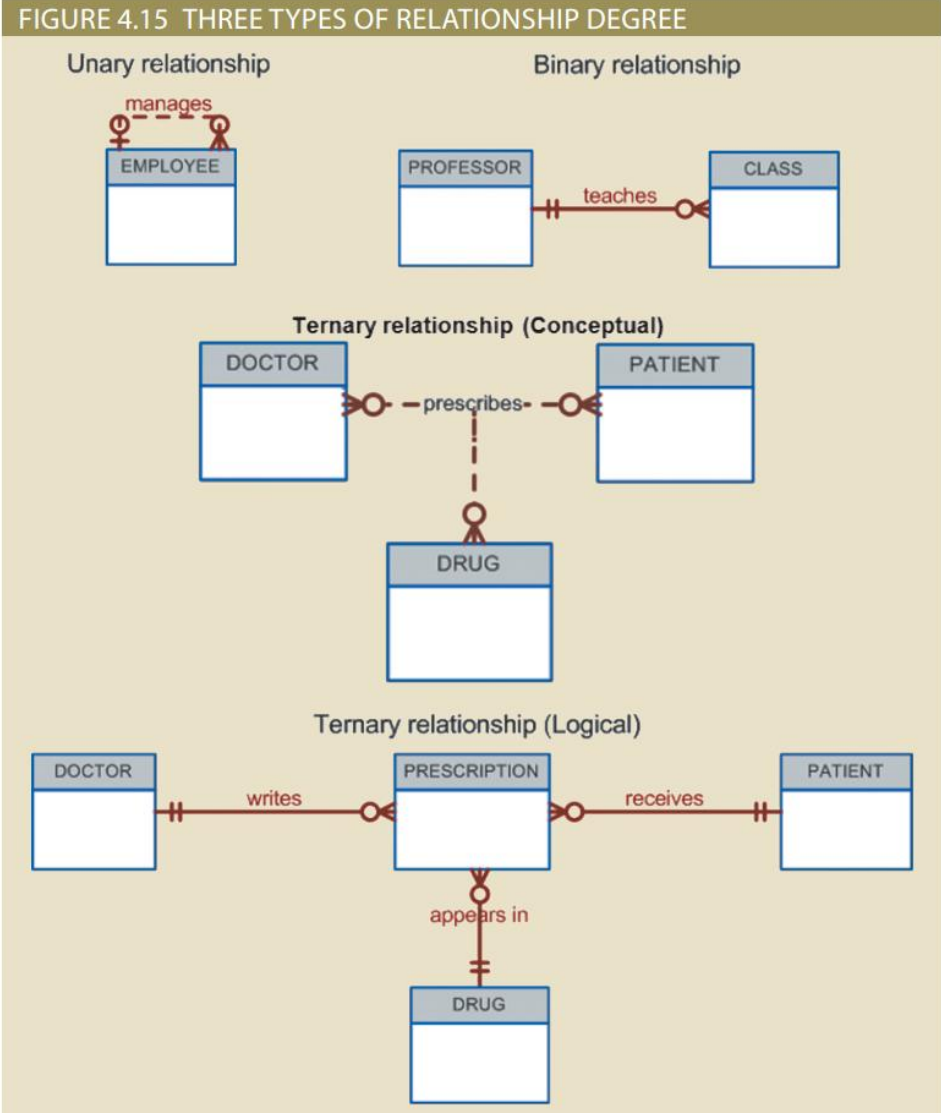 FIGURE 4.15 THREE TYPES OF RELATIONSHIP DEGREE
Unary relationship
Binary relationship
manages
EMPLOYEE
PROFESSOR
teaches
CLASS
Ternary relationship (Conceptual)
DOCTOR
prescribes
PATIENT
DRUG
Ternary relationship (Logical)
DOCTOR
writes
PRESCRIPTION
receives
PATIENT
appears in
DRUG